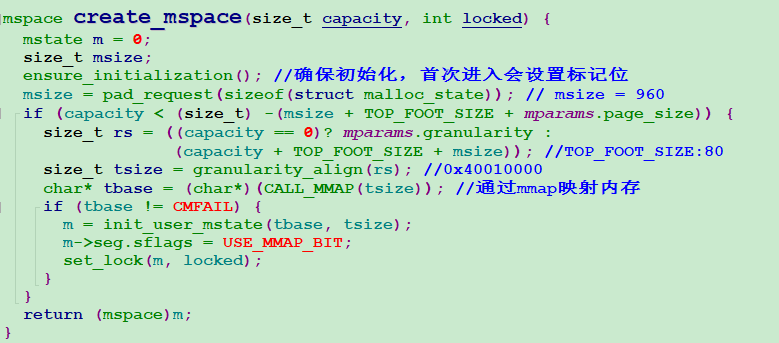 mspace create_mspace(size_t capacity, int locked) {
mstate m = 0;
size_t msize;
ensure_initialization(); //确保初始化，首次进入会设置标记位
msize = pad_request(sizeof(struct malloc_state)); // msize = 960
if (capacity < (size_t) -(msize + TOP_FOOT_SIZE + mparams.page_size)) {
size_t rs = ((capacity == 0)? mparams.granularity :
(capacity + TOP_FOOT_SIZE + msize)); //TOP_FOOT_SIZE:80
size_t tsize = granularity_align(rs); //0x40010000
char* tbase = (char*)(CALL_MMAP(tsize)); //通过mmap映射内存
if (tbase != CMFAIL) {
m = init_user_mstate(tbase, tsize);
m->seg.sflags = USE_MMAP_BIT;
set_lock(m, locked);
}
}
return (mspace)m;
}